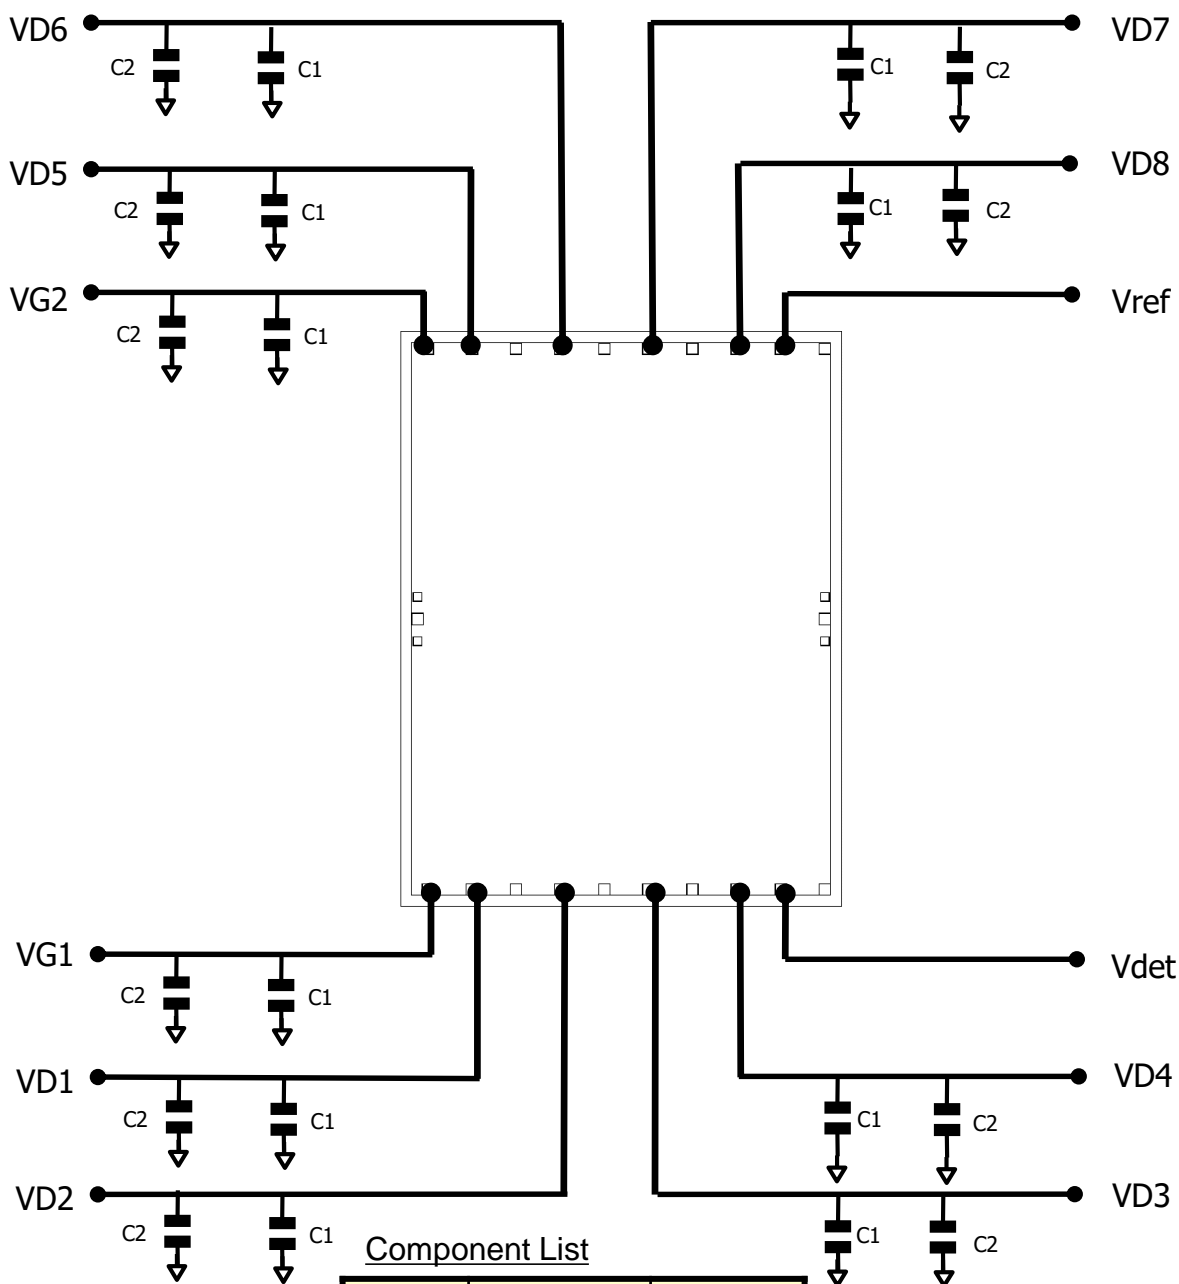 VD6
C2
C1
VD7
C1
C2
VD5
C2
C1
VD8
C1
C2
VG2
C2
C1
Vref
VG1
C2
C1
Vdet
VD1
C2
C1
VD4
C1
C2
VD2
C2
C1
VD3
C1
C2
Component List